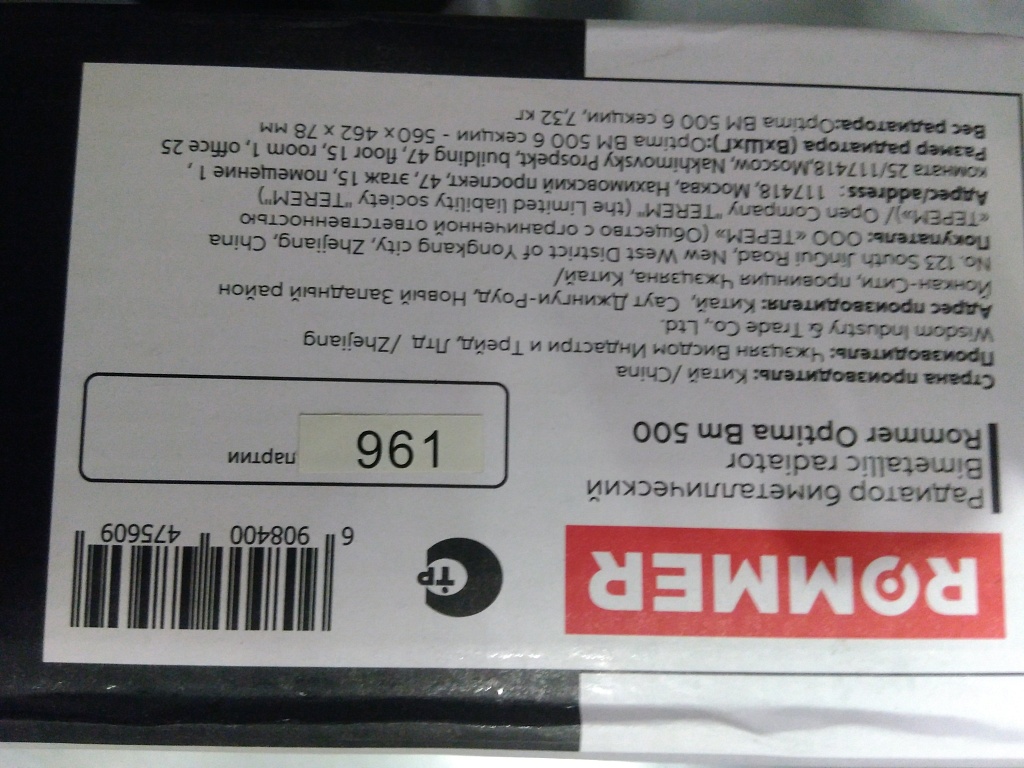 ROMMER
Радиатор биметаллический
Bimetallic radiator
Rommer Optima Bm 500
ТР
6 908400 475609
961
партии
Страна производитель: Китай /China
Производитель: Чжэцзян Висдом Индастри и Трейд, Лтд /Zhejiang
Wisdom Industry & Trade Co., Ltd.
Адрес производителя: Китай, Саут Джингуи-Роуд, Новый Западный район
Йонкан-Сити, провинция Чжэцзяна, Китай/
No. 123 South JinGui Road, New West District of Yongkang city, Zhejiang, China
Покупатель: ООО «ТЕРЕМ» (Общество с ограниченной ответственностью
«ТЕРЕМ»)/ Open Company "TEREM" (the Limited liability society "TEREM")
Адрес/address: 117418, Москва, Нахимовский проспект, 47, этаж 15, помещение 1 ,
комната 25/117418,Moscow, Nakhimovsky Prospekt, building 47, floor 15, room 1, office 25
Размер радиатора (ВхШхГ): Optima BM 500 6 секции - 560х 462 х 78 мм
Вес радиатора:Optima BM 500 6 секции, 7,32 кг